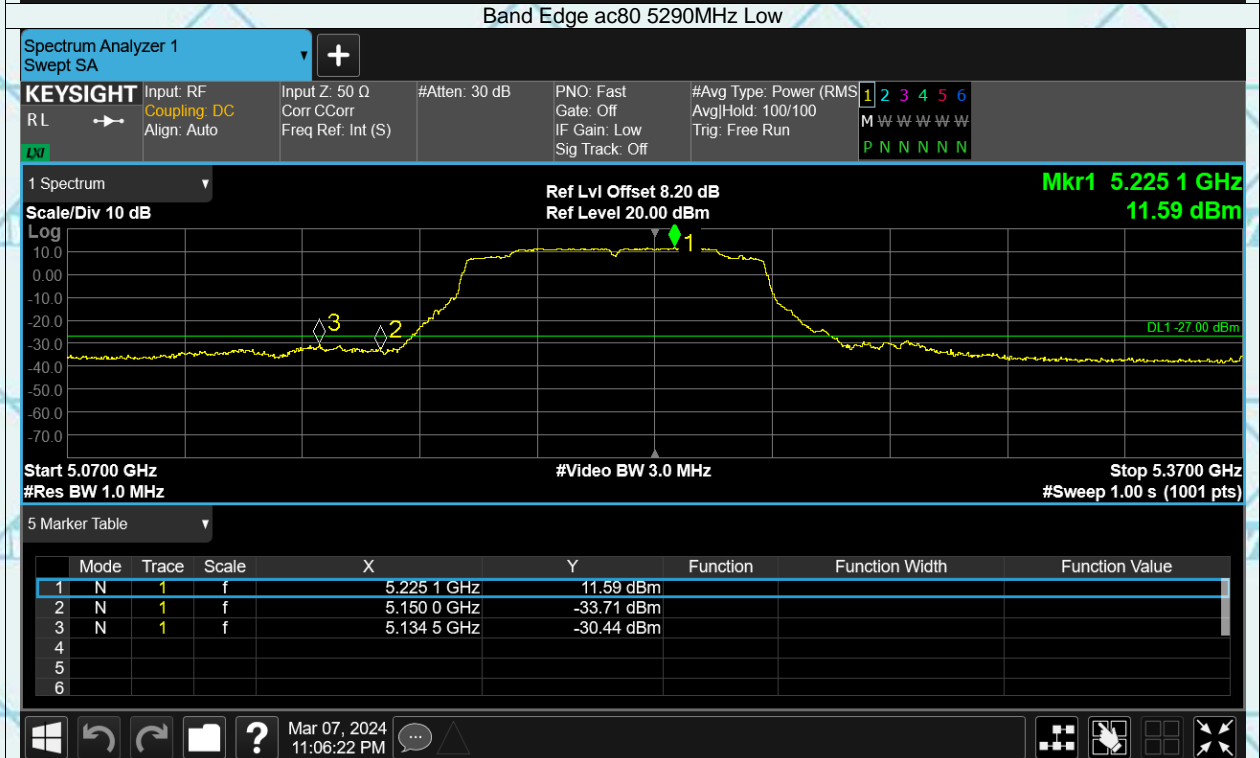 Band Edge ac80 5290MHz Low
Spectrum Analyzer 1
Swept SA
KEYSIGHT
RL
LXI
Input: RF
Coupling: DC
Align: Auto
Input Z: 50 Ω
Corr CCorr
Freq Ref: Int (S)
#Atten: 30 dB
PNO: Fast
Gate: Off
IF Gain: Low
Sig Track: Off
#Avg Type: Power (RMS
Avg|Hold: 100/100
Trig: Free Run
1 2 3 4 5 6
M W W W W W
P N N N N N
1 Spectrum
Scale/Div 10 dB
Ref Lvl Offset 8.20 dB
Ref Level 20.00 dBm
Mkr1 5.225 1 GHz
11.59 dBm
Log
10.0
0.00
-10.0
-20.0
-30.0
-40.0
-50.0
-60.0
-70.0
1
3
2
DL1 -27.00 dBm
Start 5.0700 GHz
#Video BW 3.0 MHz
Stop 5.3700 GHz
#Res BW 1.0 MHz
#Sweep 1.00 s (1001 pts)
5 Marker Table
Mode Trace Scale X Y Function Function Width Function Value
1 N 1 f 5.225 1 GHz 11.59 dBm
2 N 1 f 5.150 0 GHz -33.71 dBm
3 N 1 f 5.134 5 GHz -30.44 dBm
4
5
6
?
Mar 07, 2024
11:06:22 PM